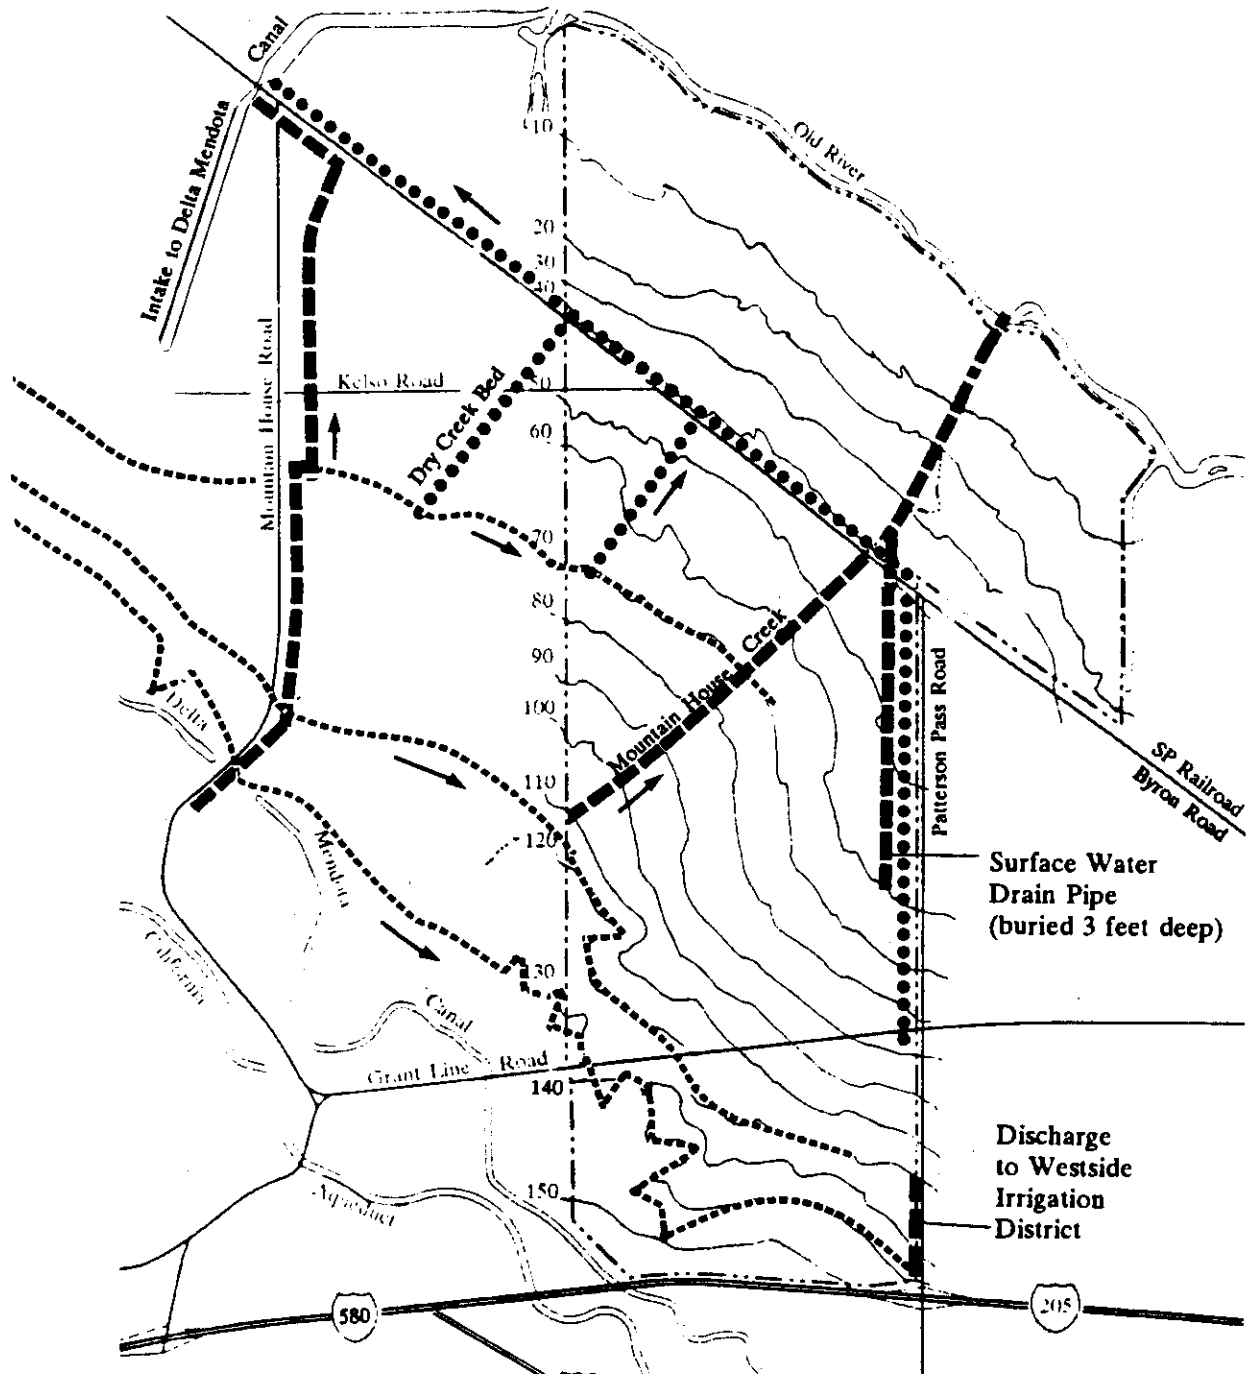 Canal
Intake to Delta Mendota
Old River
10
20
30
40
Mountain House Road
Kelso Road
50
Dry Creek Bed
60
70
80
90
100
110
120
130
140
150
Mountain House Creek
Patterson Pass Road
SP Railroad
Byron Road
Delta
Mendota
Canal
California
Aqueduct
Grant Line Road
Surface Water
Drain Pipe
(buried 3 feet deep)
Discharge
to Westside
Irrigation
District
580
205